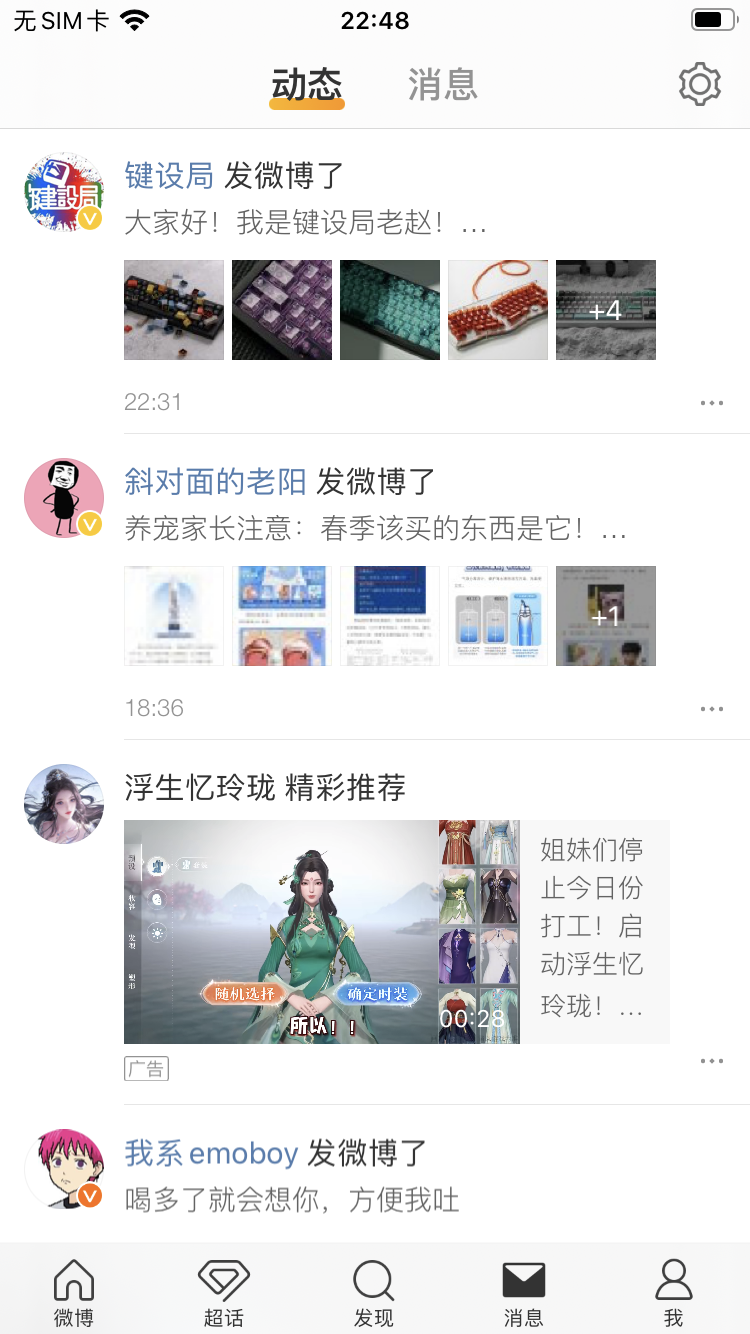 无SIM卡
22:48
动态
消息
键设局
键设局 发微博了
大家好！我是键设局老赵！...
+4
22:31
斜对面的老阳 发微博了
养宠家长注意：春季该买的东西是它！...
+1
18:36
浮生忆玲珑 精彩推荐
随机选择
确定时装
所以！！
00:28
姐妹们停
止今日份
打工！启
动浮生忆
玲珑！...
广告
我系emoboy 发微博了
喝多了就会想你，方便我吐
微博
超话
发现
消息
我